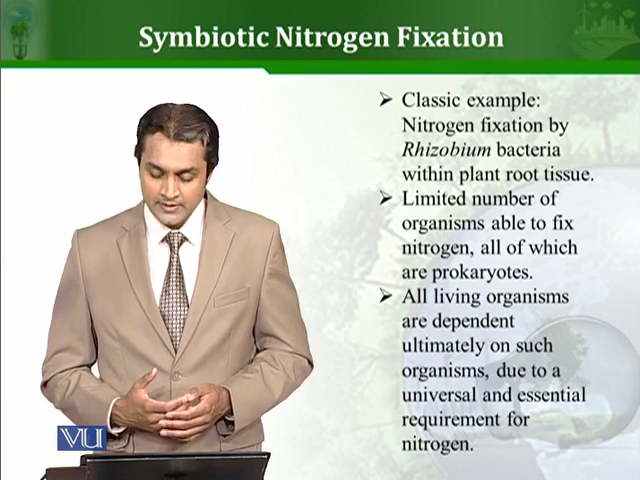 Symbiotic Nitrogen Fixation
➢ Classic example:
Nitrogen fixation by
Rhizobium bacteria
within plant root tissue.
➢ Limited number of
organisms able to fix
nitrogen, all of which
are prokaryotes.
➢ All living organisms
are dependent
ultimately on such
organisms, due to a
universal and essential
requirement for
nitrogen.
VU